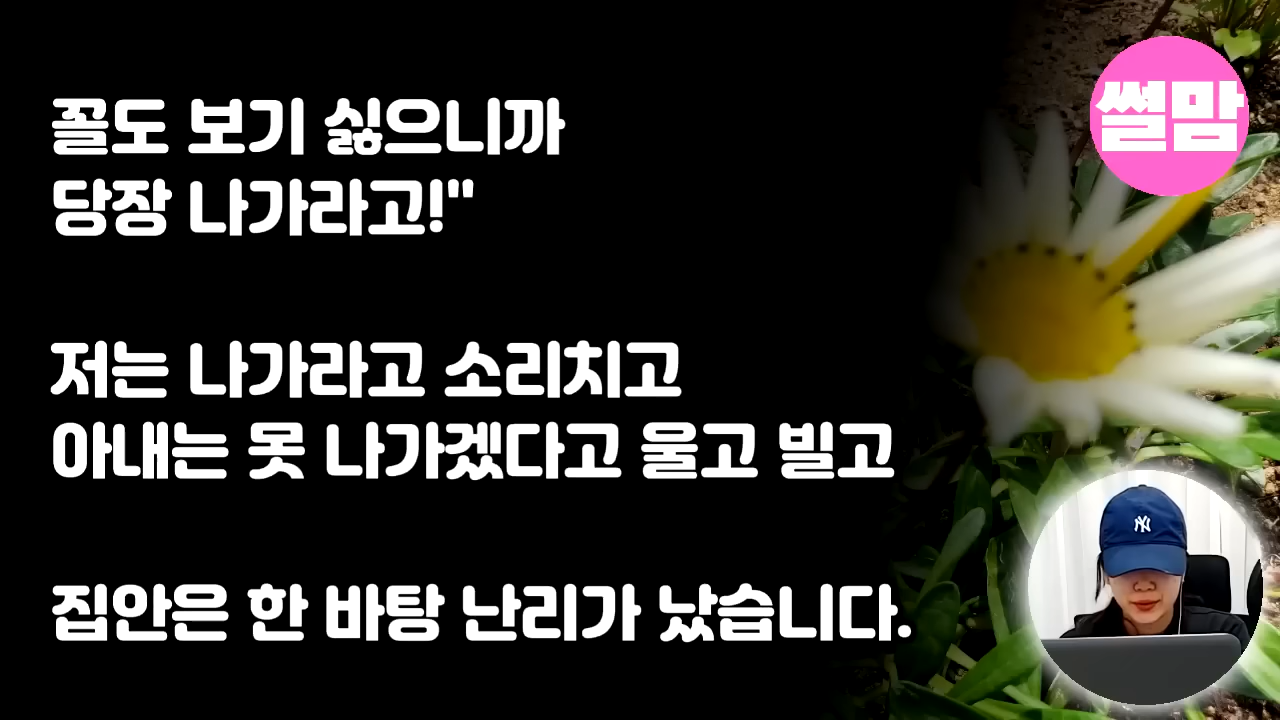 꼴도 보기 싫으니까
당장 나가라고!"
저는 나가라고 소리치고
아내는 못 나가겠다고 울고 빌고
집안은 한 바탕 난리가 났습니다.
썰맘
NY